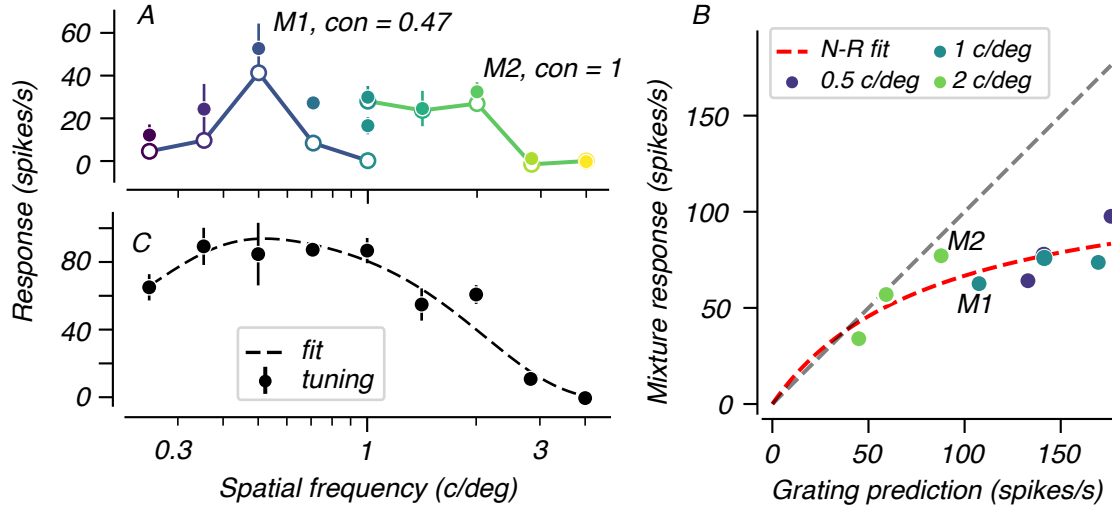 A
M1, con = 0.47
M2, con = 1
60
40
20
0
Response (spikes/s)
C
80
40
0
fit
tuning
0.3
1
3
Spatial frequency (c/deg)
B
N-R fit
0.5 c/deg
1 c/deg
2 c/deg
150
100
50
0
Mixture response (spikes/s)
M2
M1
0
50
100
150
Grating prediction (spikes/s)